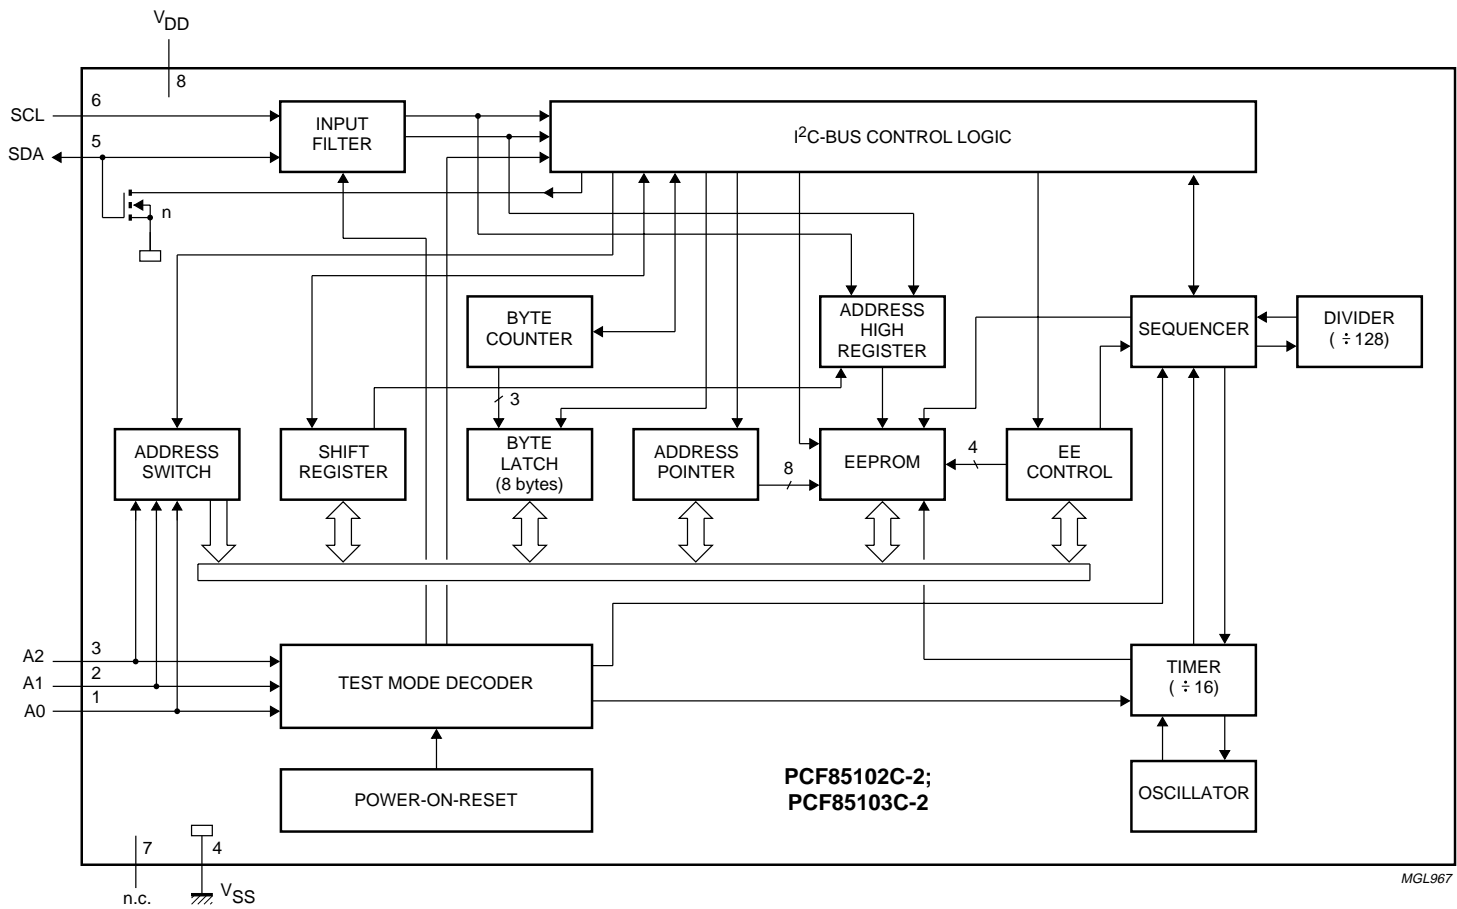 VDD
8
SCL
6
SDA
5
INPUT
FILTER
I2C-BUS CONTROL LOGIC
n
BYTE
COUNTER
3
ADDRESS
HIGH
REGISTER
SEQUENCER
DIVIDER
( ÷ 128)
ADDRESS
SWITCH
SHIFT
REGISTER
BYTE
LATCH
(8 bytes)
ADDRESS
POINTER
8
EEPROM
4
EE
CONTROL
A2
3
A1
2
A0
1
TEST MODE DECODER
TIMER
( ÷ 16)
POWER-ON-RESET
PCF85102C-2;
PCF85103C-2
OSCILLATOR
7
n.c.
4
VSS
MGL967